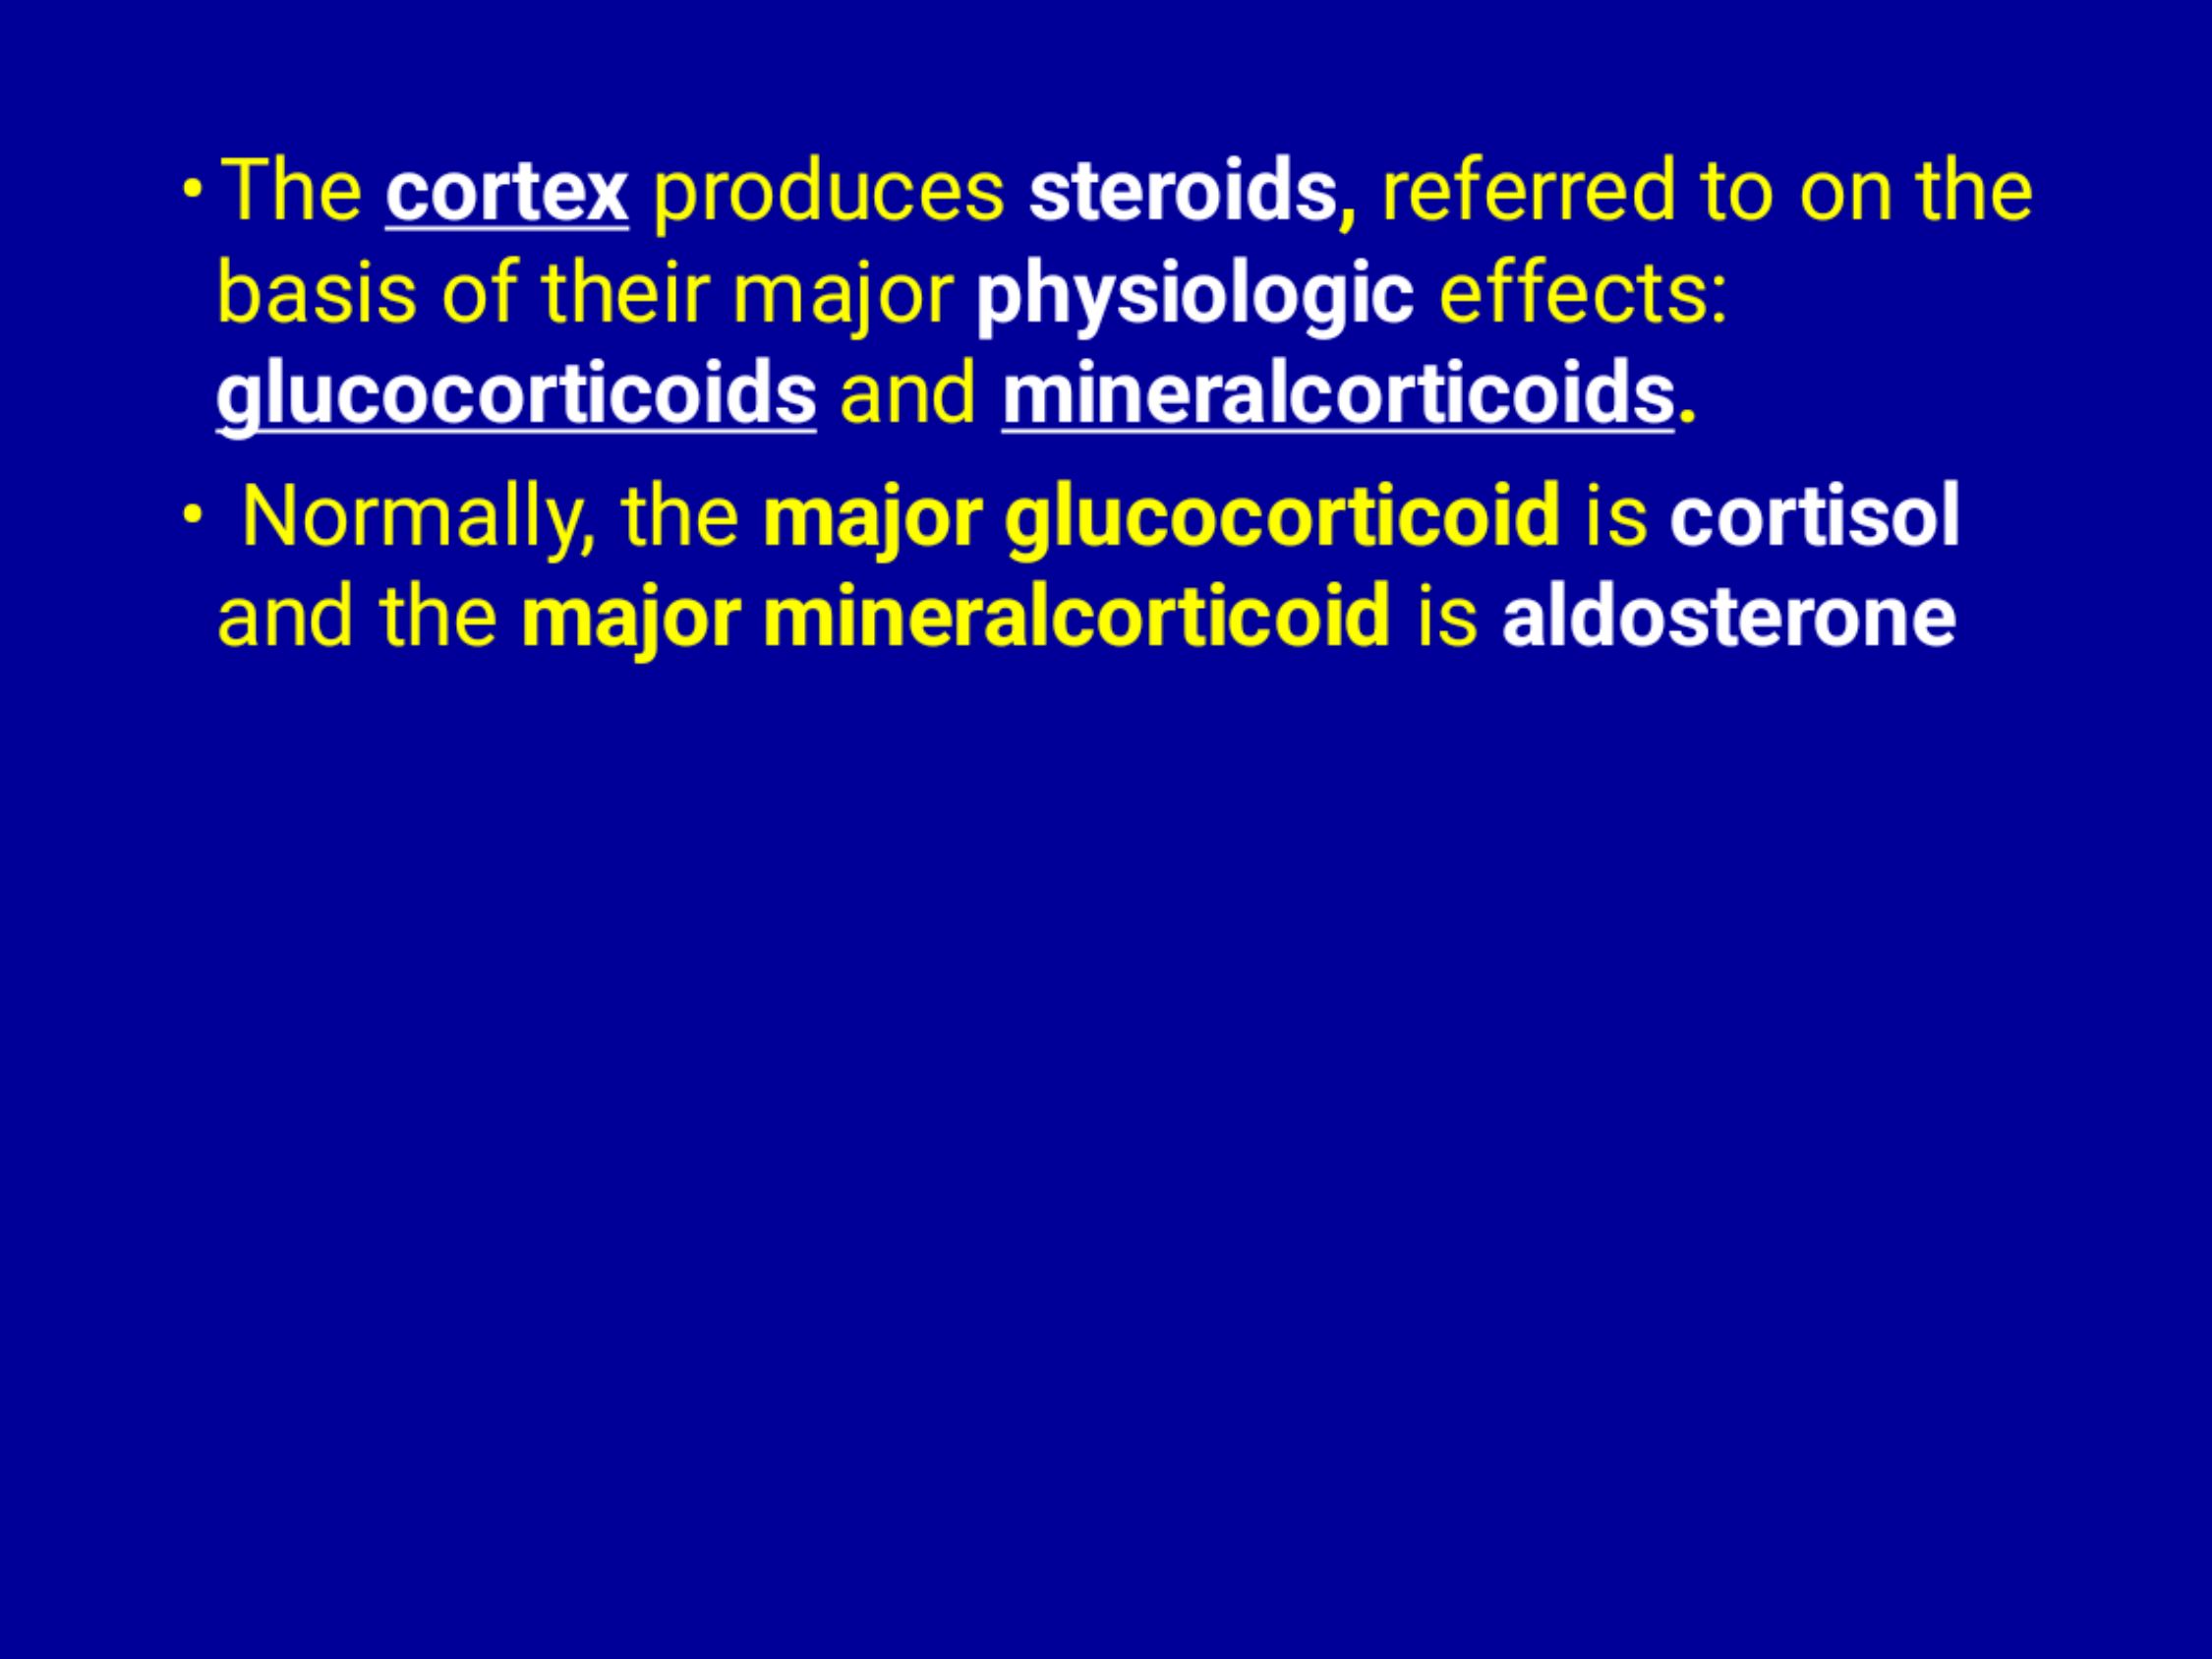 • The cortex produces steroids, referred to on the
basis of their major physiologic effects:
glucocorticoids and mineralcorticoids.
• Normally, the major glucocorticoid is cortisol
and the major mineralcorticoid is aldosterone